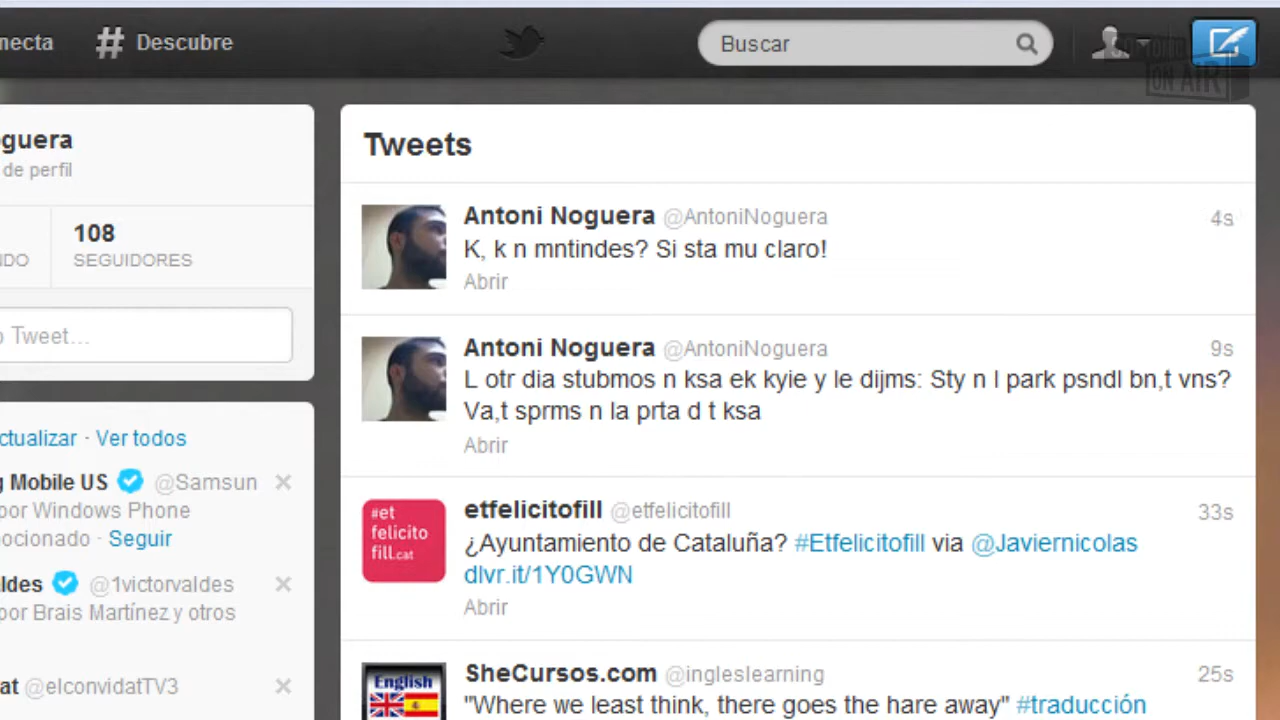 necta # Descubre Buscar
ON AIR
guera
de perfil
108
NDO SEGUIDORES
Tweet...
ctualizar · Ver todos
g Mobile US @Samsun
por Windows Phone
ocionado · Seguir
ldes @1victorvaldes
por Brais Martínez y otros
at @elconvidatTV3
Tweets
Antoni Noguera @AntoniNoguera 4s
K, k n mntindes? Si sta mu claro!
Abrir
Antoni Noguera @AntoniNoguera 9s
L otr dia stubmos n ksa ek kyie y le dijms: Sty n l park psndl bn,t vns?
Va,t sprms n la prta d t ksa
Abrir
#et
felicito
fill.cat
etfelicitofill @etfelicitofill 33s
¿Ayuntamiento de Cataluña? #Etfelicitofill via @Javiernicolas
dlvr.it/1Y0GWN
Abrir
English
SheCursos.com @ingleslearning 25s
"Where we least think, there goes the hare away" #traducción